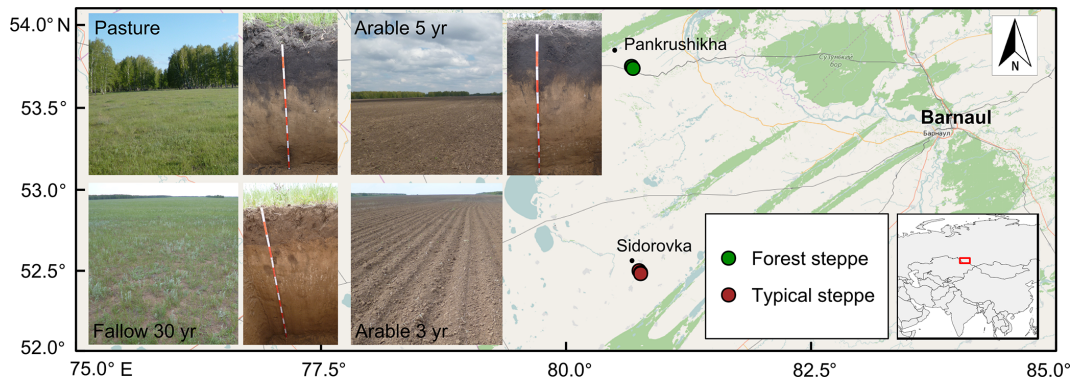 54.0° N
53.5°
53.0°
52.5°
52.0°
75.0° E
77.5°
80.0°
82.5°
85.0°
Pasture
Arable 5 yr
Fallow 30 yr
Arable 3 yr
Pankrushikha
Сузунский
бор
Barnaul
Барнаул
Sidorovka
N
Forest steppe
Typical steppe